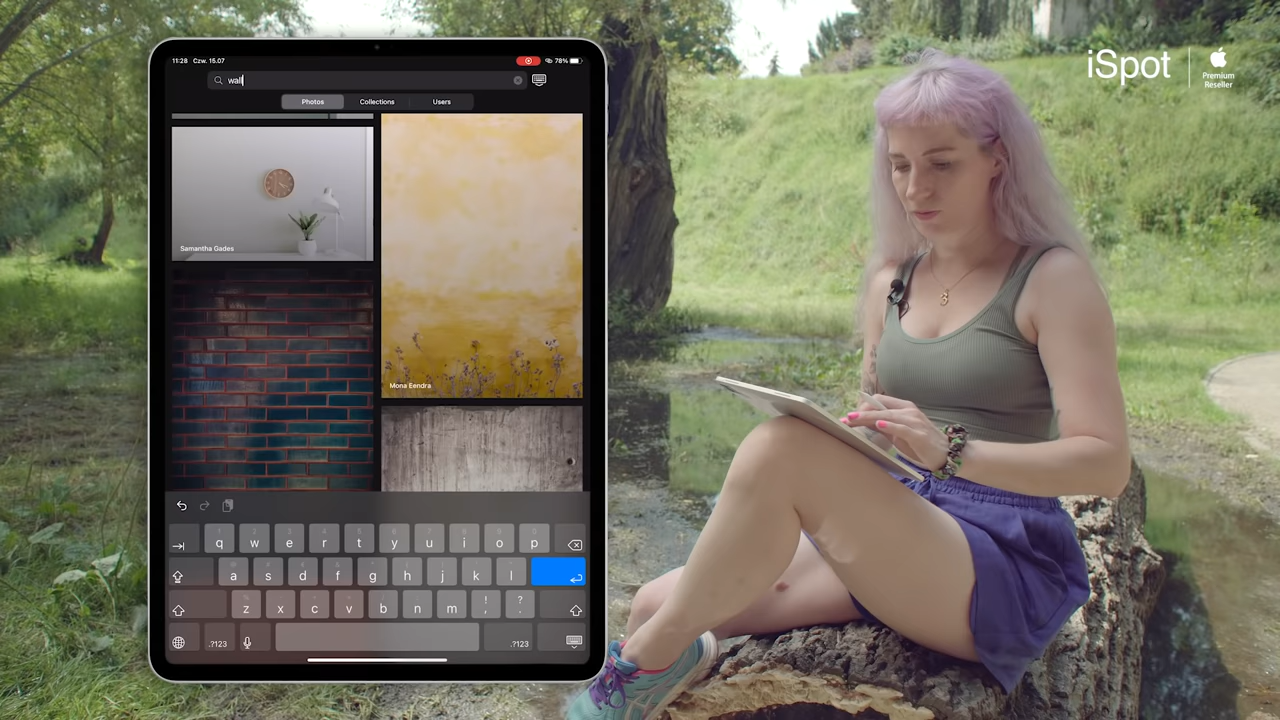 11:28 Czw. 15.07
78%
wall
Photos Collections Users
Samantha Gades
Mona Eendra
q w e r t y u i o p
a s d f g h j k l
z x c v b n m ! , ? .
.?123 .?123
iSpot
Premium
Reseller